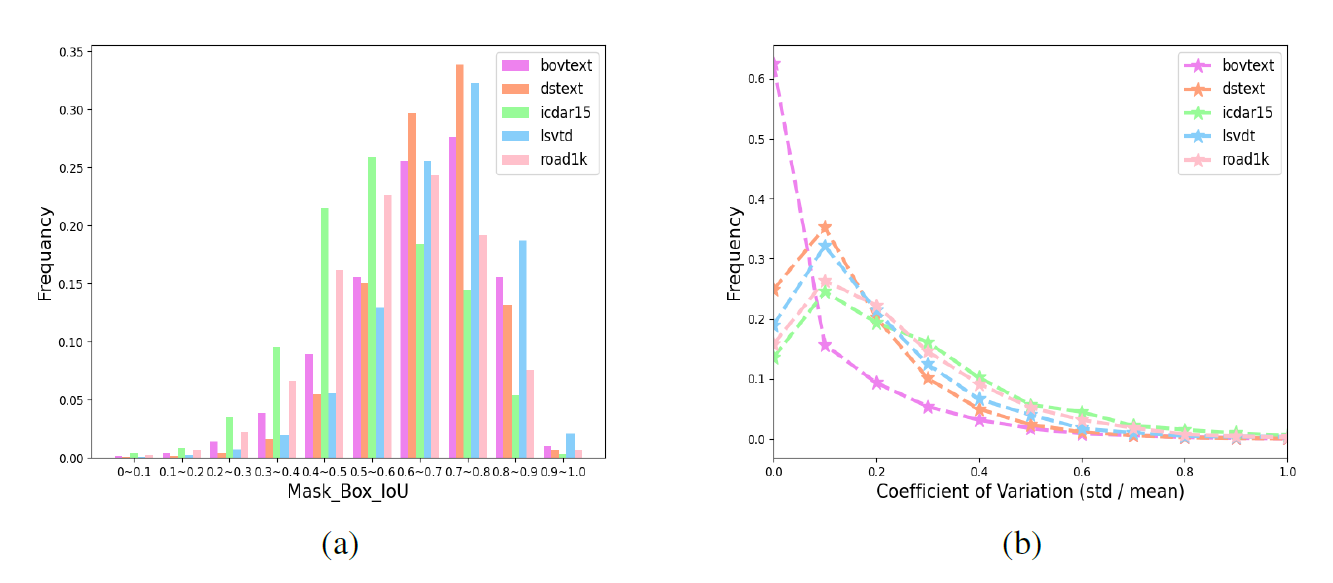 0.35
0.30
0.25
0.20
0.15
0.10
0.05
0.00
Frequency
bovtext
dstext
icdar15
lsvtd
road1k
0~0.1 0.1~0.2 0.2~0.3 0.3~0.4 0.4~0.5 0.5~0.6 0.6~0.7 0.7~0.8 0.8~0.9 0.9~1.0
Mask_Box_IoU
(a)
0.6
0.5
0.4
0.3
0.2
0.1
0.0
Frequency
bovtext
dstext
icdar15
lsvdt
road1k
0.0 0.2 0.4 0.6 0.8 1.0
Coefficient of Variation (std / mean)
(b)